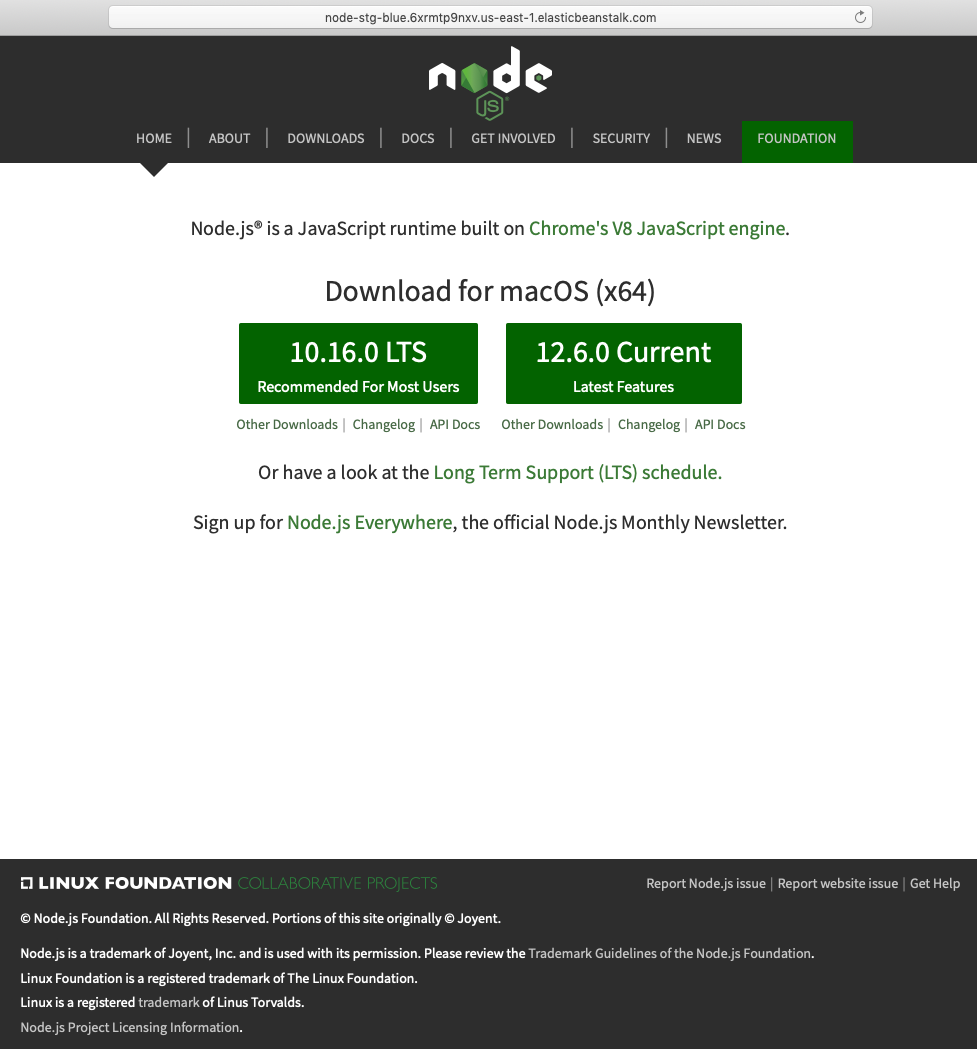 node-stg-blue.6xrmtp9nxv.us-east-1.elasticbeanstalk.com
node
JS®
HOME | ABOUT | DOWNLOADS | DOCS | GET INVOLVED | SECURITY | NEWS FOUNDATION
Node.js® is a JavaScript runtime built on Chrome's V8 JavaScript engine.
Download for macOS (x64)
10.16.0 LTS 12.6.0 Current
Recommended For Most Users Latest Features
Other Downloads | Changelog | API Docs Other Downloads | Changelog | API Docs
Or have a look at the Long Term Support (LTS) schedule.
Sign up for Node.js Everywhere, the official Node.js Monthly Newsletter.
LINUX FOUNDATION COLLABORATIVE PROJECTS Report Node.js issue | Report website issue | Get Help
© Node.js Foundation. All Rights Reserved. Portions of this site originally © Joyent.
Node.js is a trademark of Joyent, Inc. and is used with its permission. Please review the Trademark Guidelines of the Node.js Foundation.
Linux Foundation is a registered trademark of The Linux Foundation.
Linux is a registered trademark of Linus Torvalds.
Node.js Project Licensing Information.